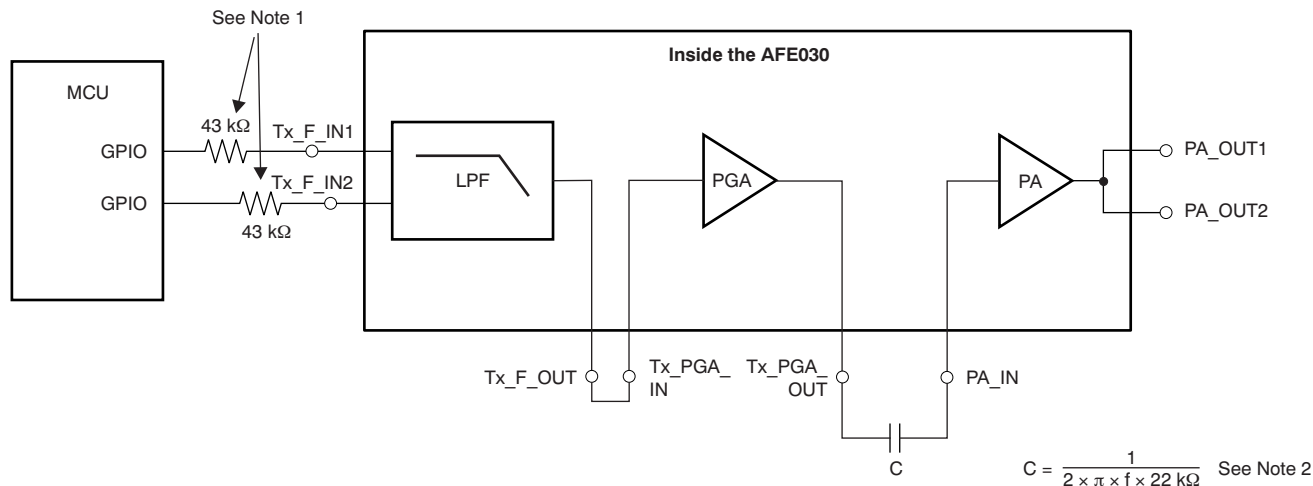 See Note 1
Inside the AFE030
MCU
43 kΩ
Tx_F_IN1
GPIO
LPF
PGA
PA
PA_OUT1
Tx_F_IN2
GPIO
43 kΩ
PA_OUT2
Tx_F_OUT
Tx_PGA_
IN
Tx_PGA_
OUT
PA_IN
C
C = 1 / 2 × π × f × 22 kΩ See Note 2